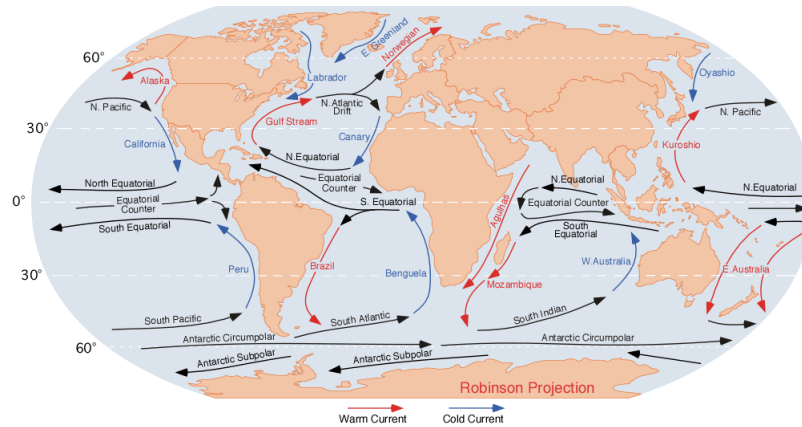 60°
30°
0°
30°
60°
Alaska
N. Pacific
California
North Equatorial
Equatorial
Counter
South Equatorial
Peru
South Pacific
Antarctic Circumpolar
Antarctic Subpolar
Labrador
E. Greenland
Norwegian
N. Atlantic
Drift
Gulf Stream
Canary
N.Equatorial
Equatorial
Counter
S. Equatorial
Brazil
Benguela
South Atlantic
Antarctic Subpolar
Agulhas
Mozambique
N.Equatorial
Equatorial Counter
South
Equatorial
W.Australia
South Indian
Antarctic Circumpolar
Oyashio
N. Pacific
Kuroshio
N.Equatorial
E.Australia
Robinson Projection
Warm Current
Cold Current